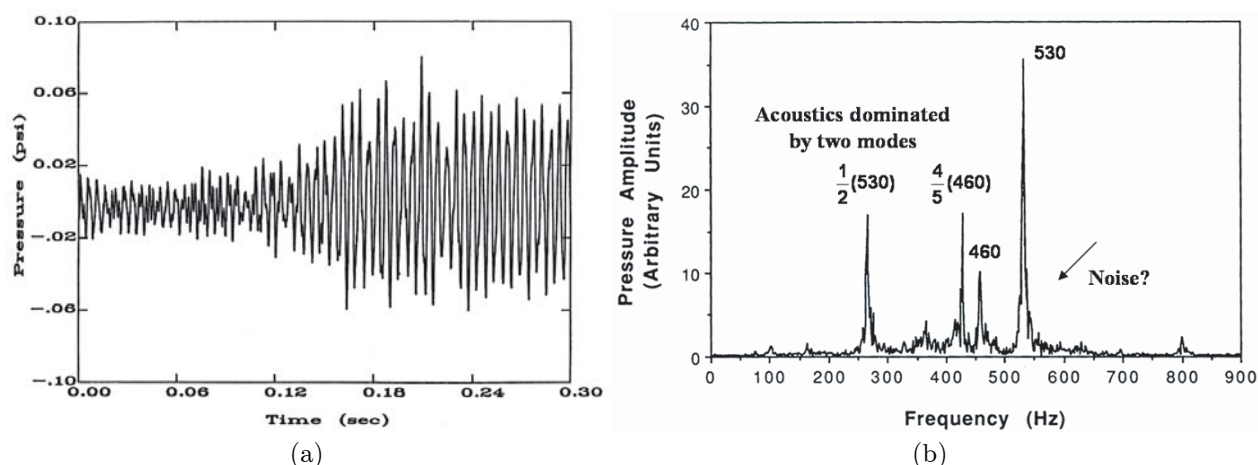 0.10
0.06
0.02
-.02
-.06
-.10
Pressure (psi)
0.00 0.06 0.12 0.18 0.24 0.30
Time (sec)
(a)
40
30
20
10
0
Pressure Amplitude
(Arbitrary Units)
530
Acoustics dominated
by two modes
1/2(530)
4/5(460)
460
Noise?
0 100 200 300 400 500 600 700 800 900
Frequency (Hz)
(b)